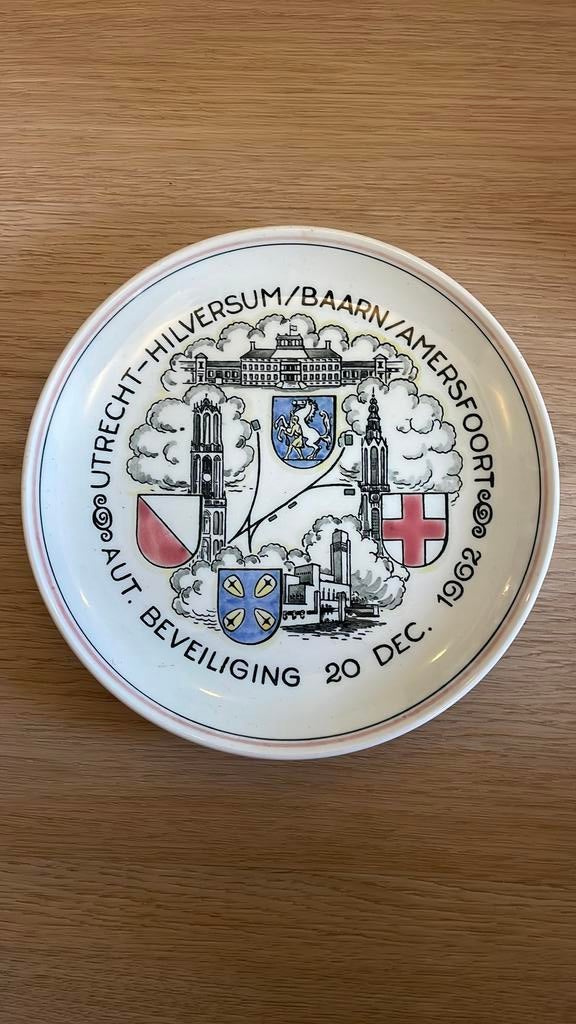 UTRECHT-HILVERSUM/BAARN/AMERSFOORT
AUT. BEVEILIGING 20 DEC. 1962